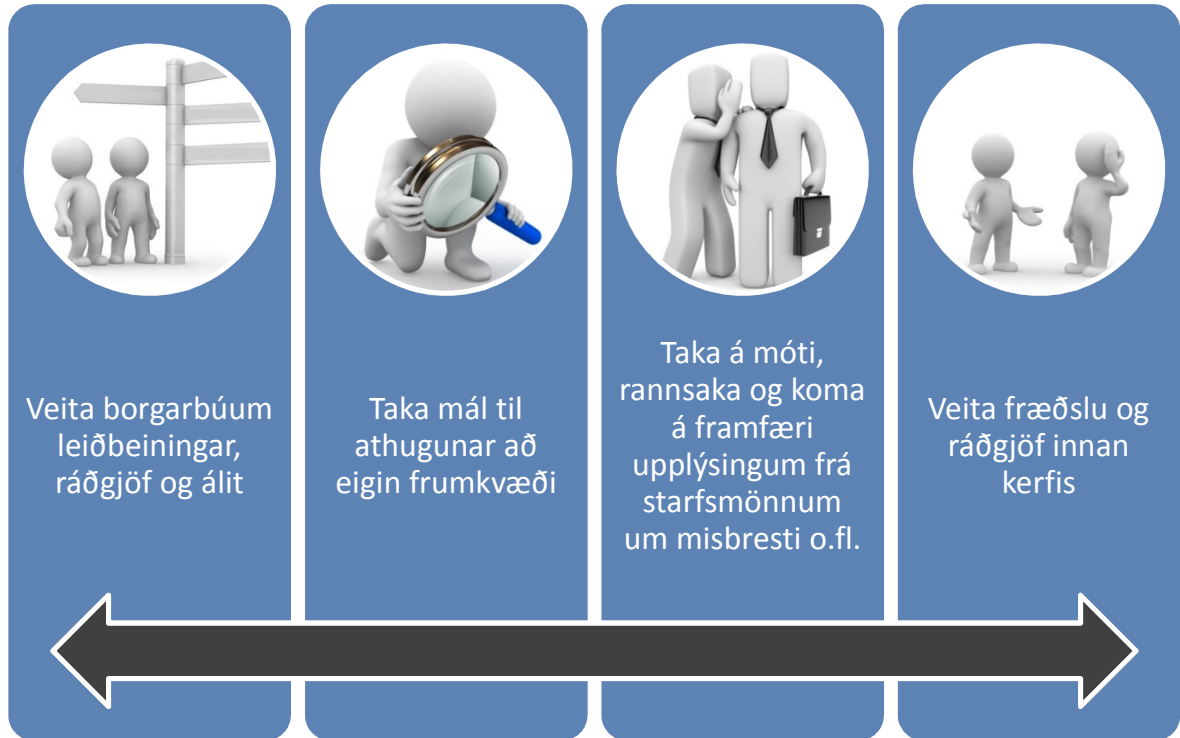 Veita borgarbúum
leiðbeiningar,
ráðgjöf og álit
Taka mál til
athugunar að
eigin frumkvæði
Taka á móti,
rannsaka og koma
á framfæri
upplýsingum frá
starfsmönnum
um misbresti o.fl.
Veita fræðslu og
ráðgjöf innan
kerfis